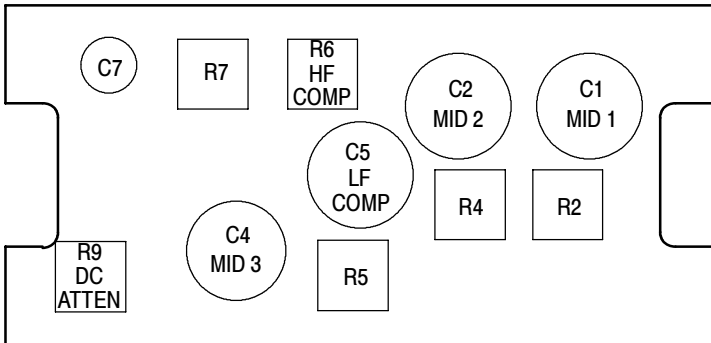 C7
R7
R6
HF
COMP
C2
MID 2
C1
MID 1
C5
LF
COMP
R4
R2
C4
MID 3
R9
DC
ATTEN
R5